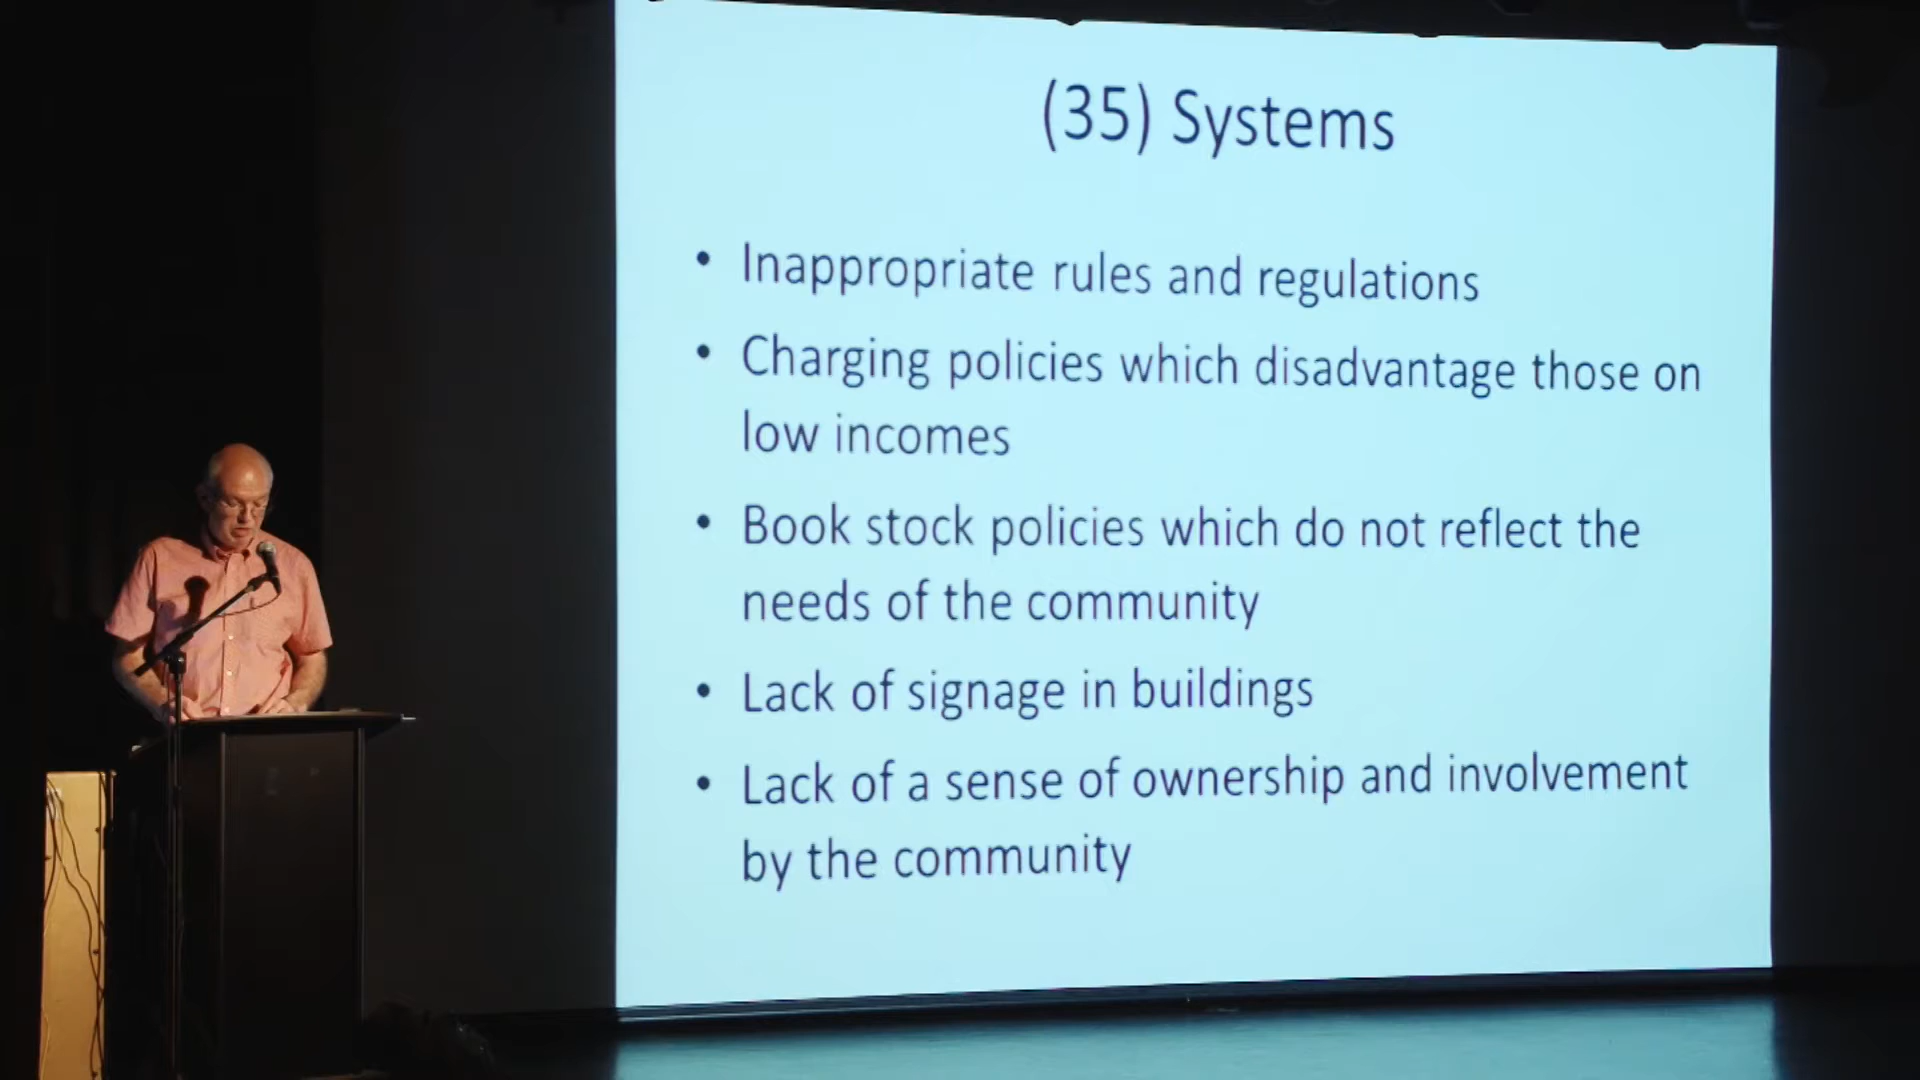 (35) Systems
• Inappropriate rules and regulations
• Charging policies which disadvantage those on
low incomes
• Book stock policies which do not reflect the
needs of the community
• Lack of signage in buildings
• Lack of a sense of ownership and involvement
by the community